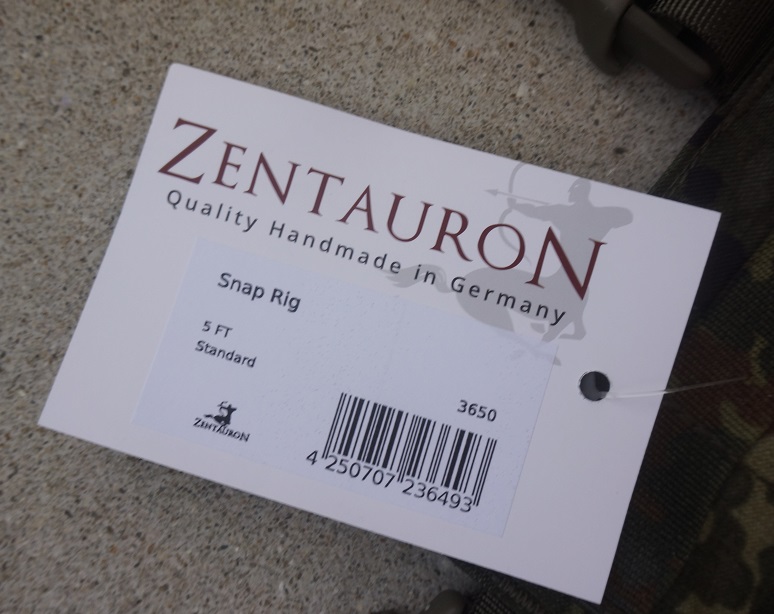 ZENTAURON
Quality Handmade in Germany
Snap Rig
5 FT
Standard
3650
ZENTAURON
4 250707 236493